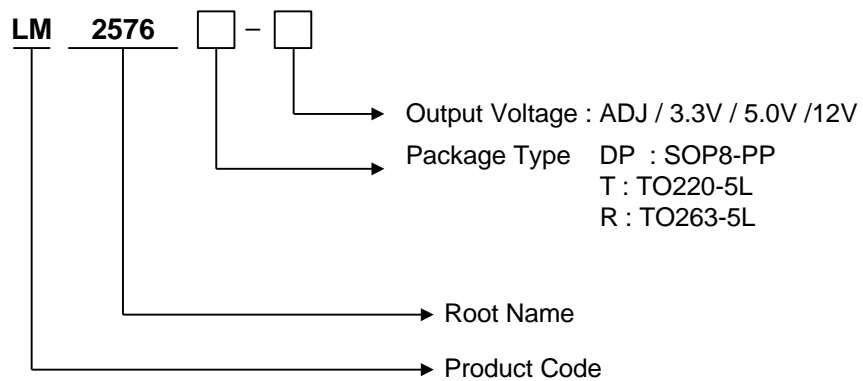 LM 2576 –
Output Voltage : ADJ / 3.3V / 5.0V /12V
Package Type DP : SOP8-PP
T : TO220-5L
R : TO263-5L
Root Name
Product Code